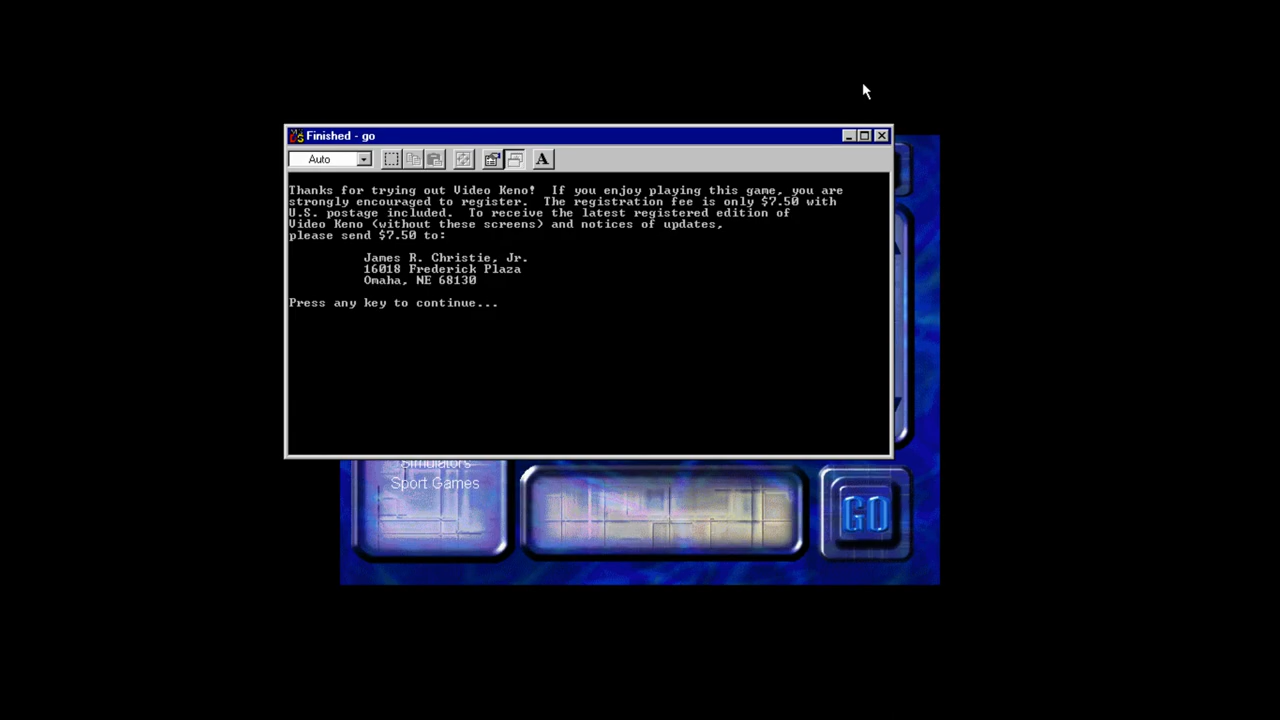 Finished - go
Auto
A
Thanks for trying out Video Keno!  If you enjoy playing this game, you are
strongly encouraged to register.  The registration fee is only $7.50 with
U.S. postage included.  To receive the latest registered edition of
Video Keno (without these screens) and notices of updates,
please send $7.50 to:
James R. Christie, Jr.
16018 Frederick Plaza
Omaha, NE 68130
Press any key to continue...
Simulators
Sport Games
GO